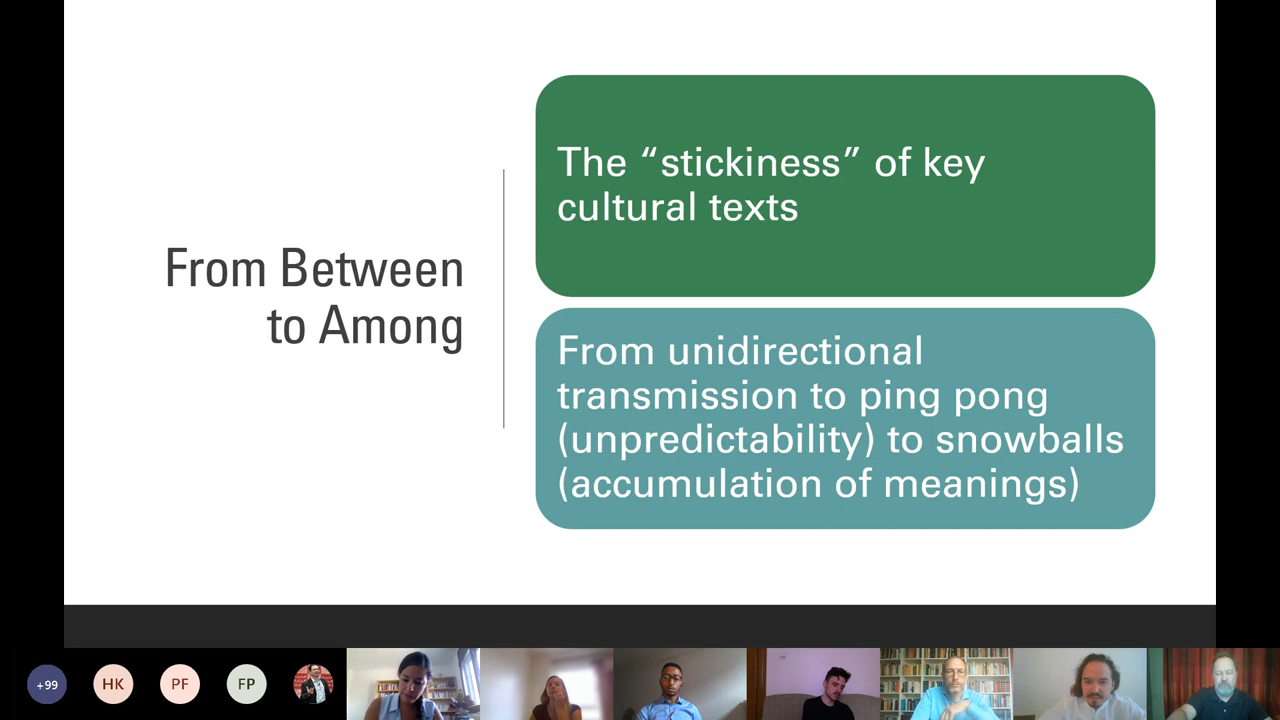 From Between
to Among
The “stickiness” of key
cultural texts
From unidirectional
transmission to ping pong
(unpredictability) to snowballs
(accumulation of meanings)
+99
HK
PF
FP